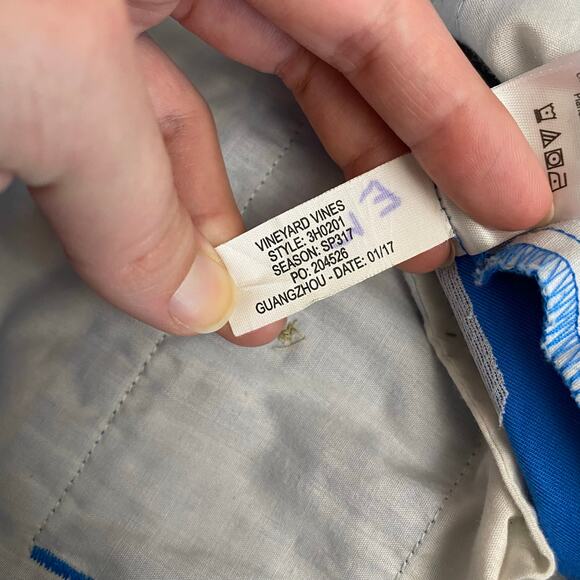 VINEYARD VINES
STYLE: 3H0201
SEASON: SP317
PO: 204526
GUANGZHOU - DATE: 01/17